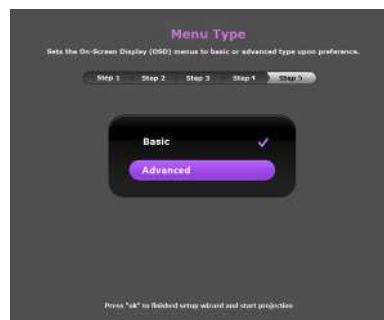 Menu Type
Sets the On-Screen Display (OSD) menus to basic or advanced type upon preference.
Step 1 Step 2 Step 3 Step 4 Step 5
Basic
Advanced
Press "ok" to finished setup wizard and start projection